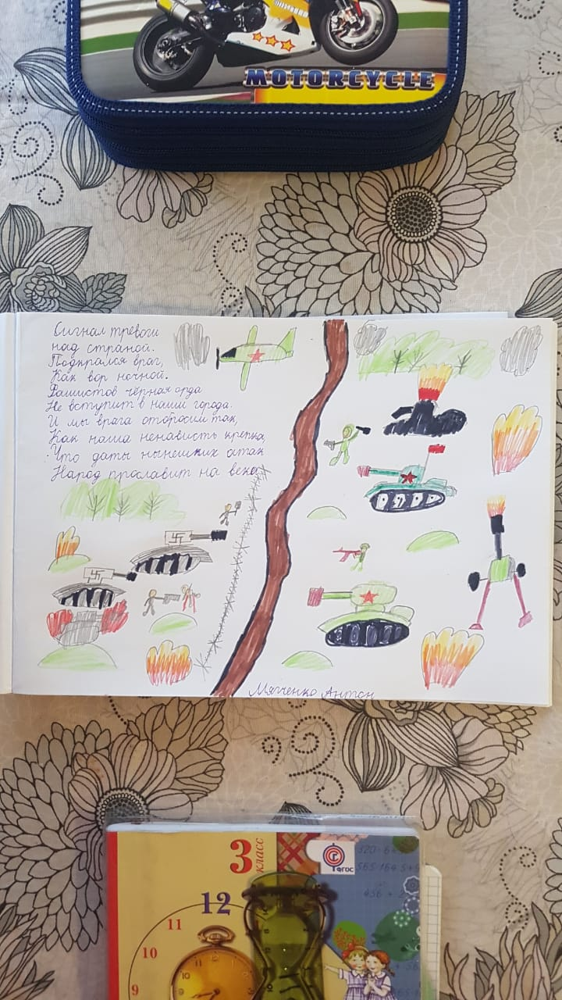 MOTORCYCLE
Сигнал тревоги
над страной.
Подкрался враг,
Как вор ночной.
Фашистов чёрная орда
Не вступит в наши города.
И мы врага отбросим так,
Как наша ненависть крепка,
Что даты нынешних атак
Народ прославит на века.
Мятченко Антон
3
класс
ФГОС
12
11
10
9